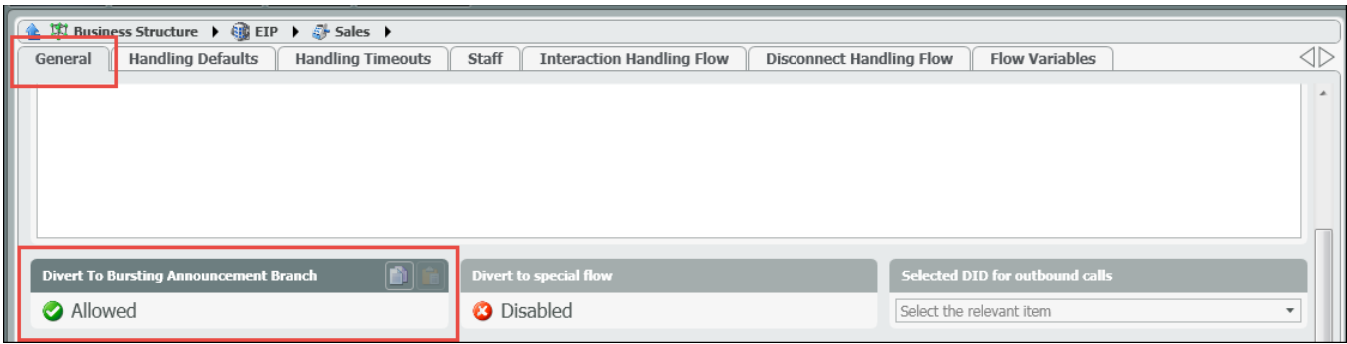 Business Structure EIP Sales
General Handling Defaults Handling Timeouts Staff Interaction Handling Flow Disconnect Handling Flow Flow Variables
Divert To Bursting Announcement Branch Divert to special flow Selected DID for outbound calls
Allowed Disabled Select the relevant item